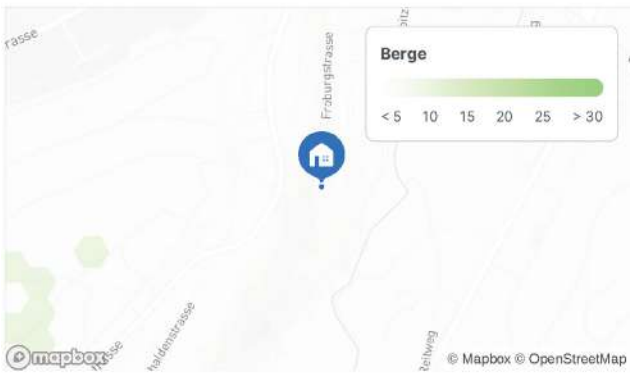 rasse
Froburgstrasse
Berge
< 5 10 15 20 25 > 30
haldenstrasse
Reitweg
mapbox
© Mapbox © OpenStreetMap